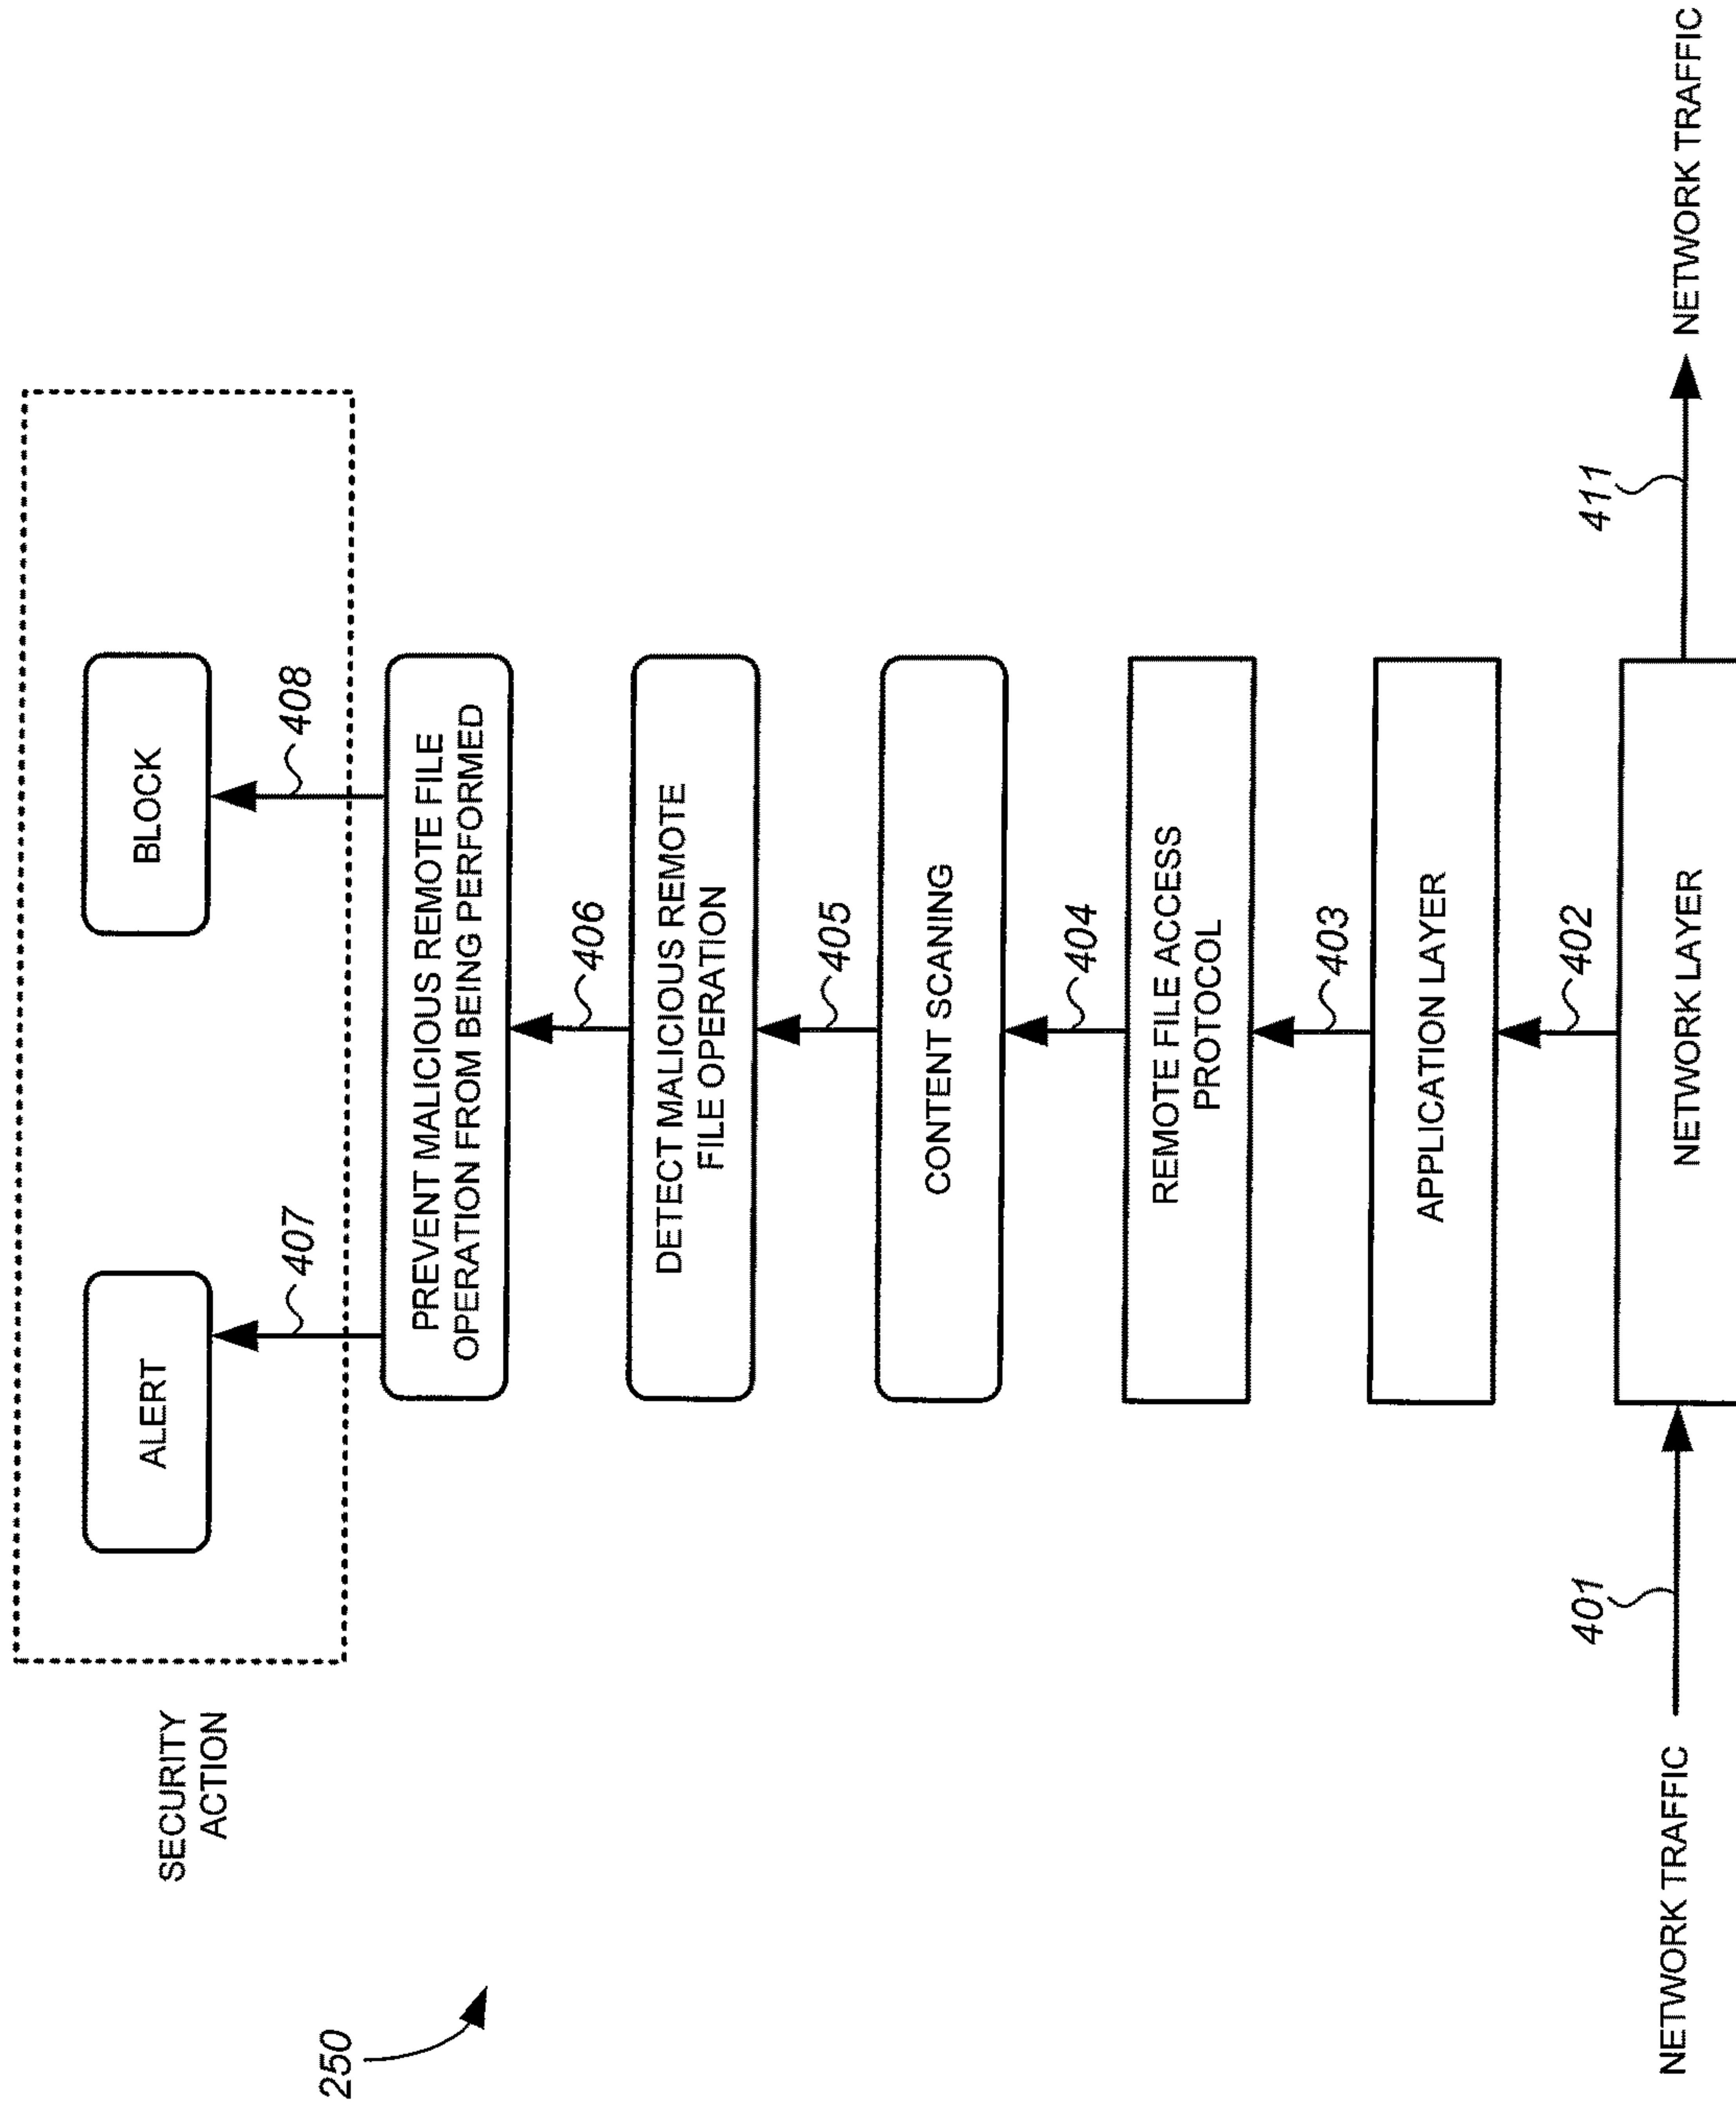 SECURITY
ACTION
ALERT
BLOCK
407
408
250
PREVENT MALICIOUS REMOTE FILE
OPERATION FROM BEING PERFORMED
406
DETECT MALICIOUS REMOTE
FILE OPERATION
405
CONTENT SCANING
404
REMOTE FILE ACCESS
PROTOCOL
403
APPLICATION LAYER
402
401
411
NETWORK TRAFFIC
NETWORK LAYER
NETWORK TRAFFIC